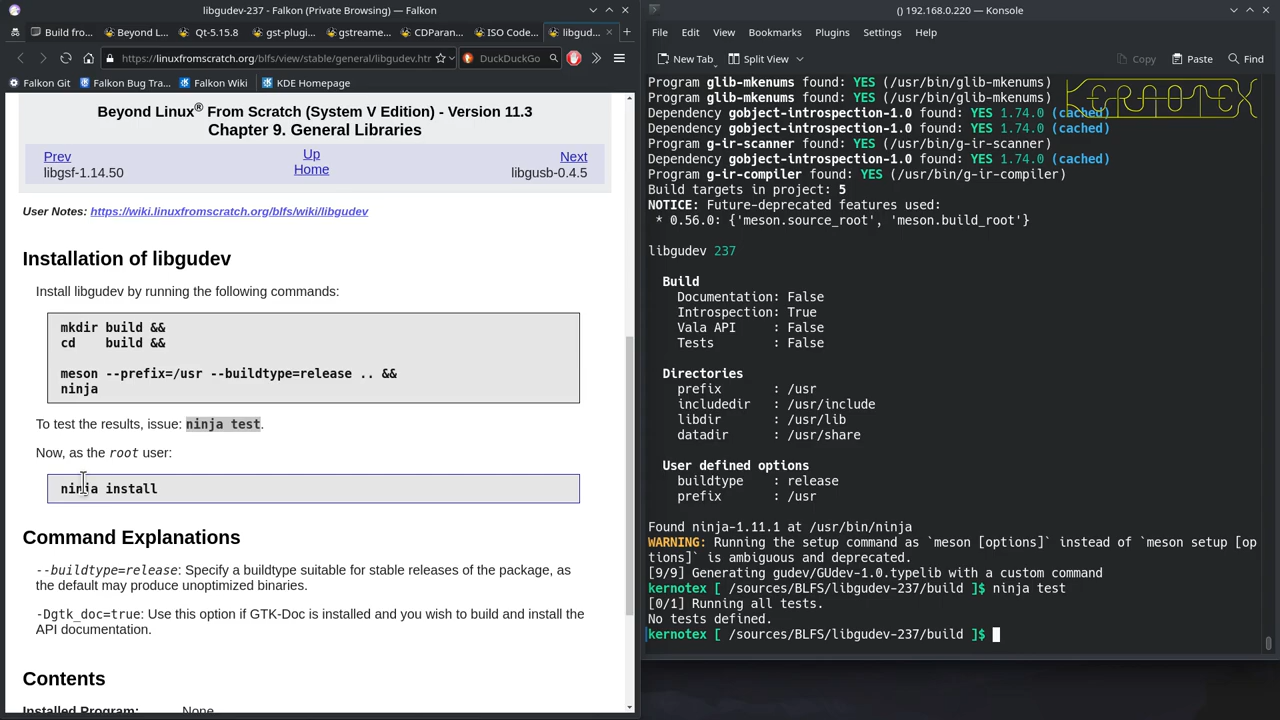 libgudev-237 - Falkon (Private Browsing) — Falkon
Build fro...
Beyond L...
Qt-5.15.8
gst-plugi...
gstreame...
CDParan...
ISO Code...
libgud...
https://linuxfromscratch.org/blfs/view/stable/general/libgudev.htr
DuckDuckGo
Falkon Git
Falkon Bug Tra...
Falkon Wiki
KDE Homepage
Beyond Linux® From Scratch (System V Edition) - Version 11.3
Chapter 9. General Libraries
Prev
Up
Next
libgsf-1.14.50
Home
libgusb-0.4.5
User Notes: https://wiki.linuxfromscratch.org/blfs/wiki/libgudev
Installation of libgudev
Install libgudev by running the following commands:
mkdir build &&
cd    build &&
meson --prefix=/usr --buildtype=release .. &&
ninja
To test the results, issue: ninja test.
Now, as the root user:
ninja install
Command Explanations
--buildtype=release: Specify a buildtype suitable for stable releases of the package, as
the default may produce unoptimized binaries.
-Dgtk_doc=true: Use this option if GTK-Doc is installed and you wish to build and install the
API documentation.
Contents
Installed Program: None
() 192.168.0.220 — Konsole
File Edit View Bookmarks Plugins Settings Help
New Tab
Split View
Copy
Paste
Find
KERNOTEX
Program glib-mkenums found: YES (/usr/bin/glib-mkenums)
Program glib-mkenums found: YES (/usr/bin/glib-mkenums)
Dependency gobject-introspection-1.0 found: YES 1.74.0 (cached)
Dependency gobject-introspection-1.0 found: YES 1.74.0 (cached)
Program g-ir-scanner found: YES (/usr/bin/g-ir-scanner)
Dependency gobject-introspection-1.0 found: YES 1.74.0 (cached)
Program g-ir-compiler found: YES (/usr/bin/g-ir-compiler)
Build targets in project: 5
NOTICE: Future-deprecated features used:
* 0.56.0: {'meson.source_root', 'meson.build_root'}
libgudev 237
Build
Documentation: False
Introspection: True
Vala API     : False
Tests        : False
Directories
prefix       : /usr
includedir   : /usr/include
libdir       : /usr/lib
datadir      : /usr/share
User defined options
buildtype    : release
prefix       : /usr
Found ninja-1.11.1 at /usr/bin/ninja
WARNING: Running the setup command as `meson [options]` instead of `meson setup [op
tions]` is ambiguous and deprecated.
[9/9] Generating gudev/GUdev-1.0.typelib with a custom command
kernotex [ /sources/BLFS/libgudev-237/build ]$ ninja test
[0/1] Running all tests.
No tests defined.
kernotex [ /sources/BLFS/libgudev-237/build ]$